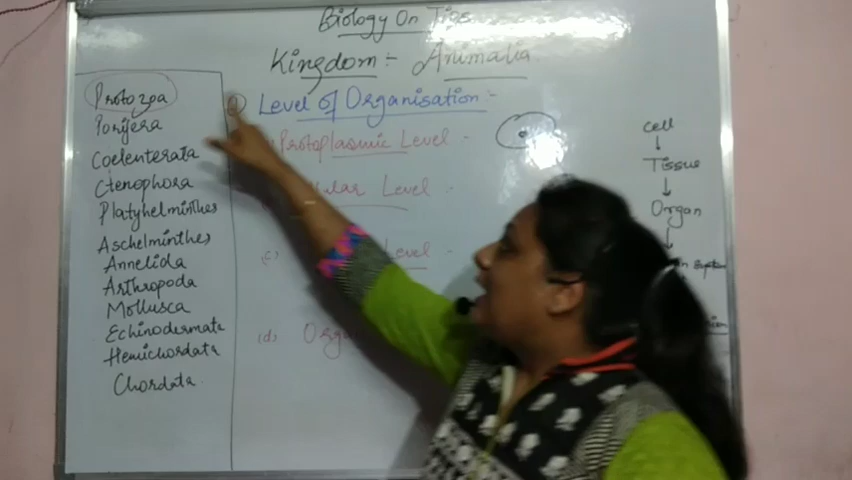 Biology On Tips
Kingdom:- Animalia
Protozoa
Porifera
Coelenterata
Ctenophora
Platyhelminthes
Aschelminthes
Annelida
Arthropoda
Mollusca
Echinodermata
Hemichordata
Chordata.
Level of Organisation :-
Protoplasmic Level -
Level -
(c) Level -
(d)
Cell
Tissue
Organ